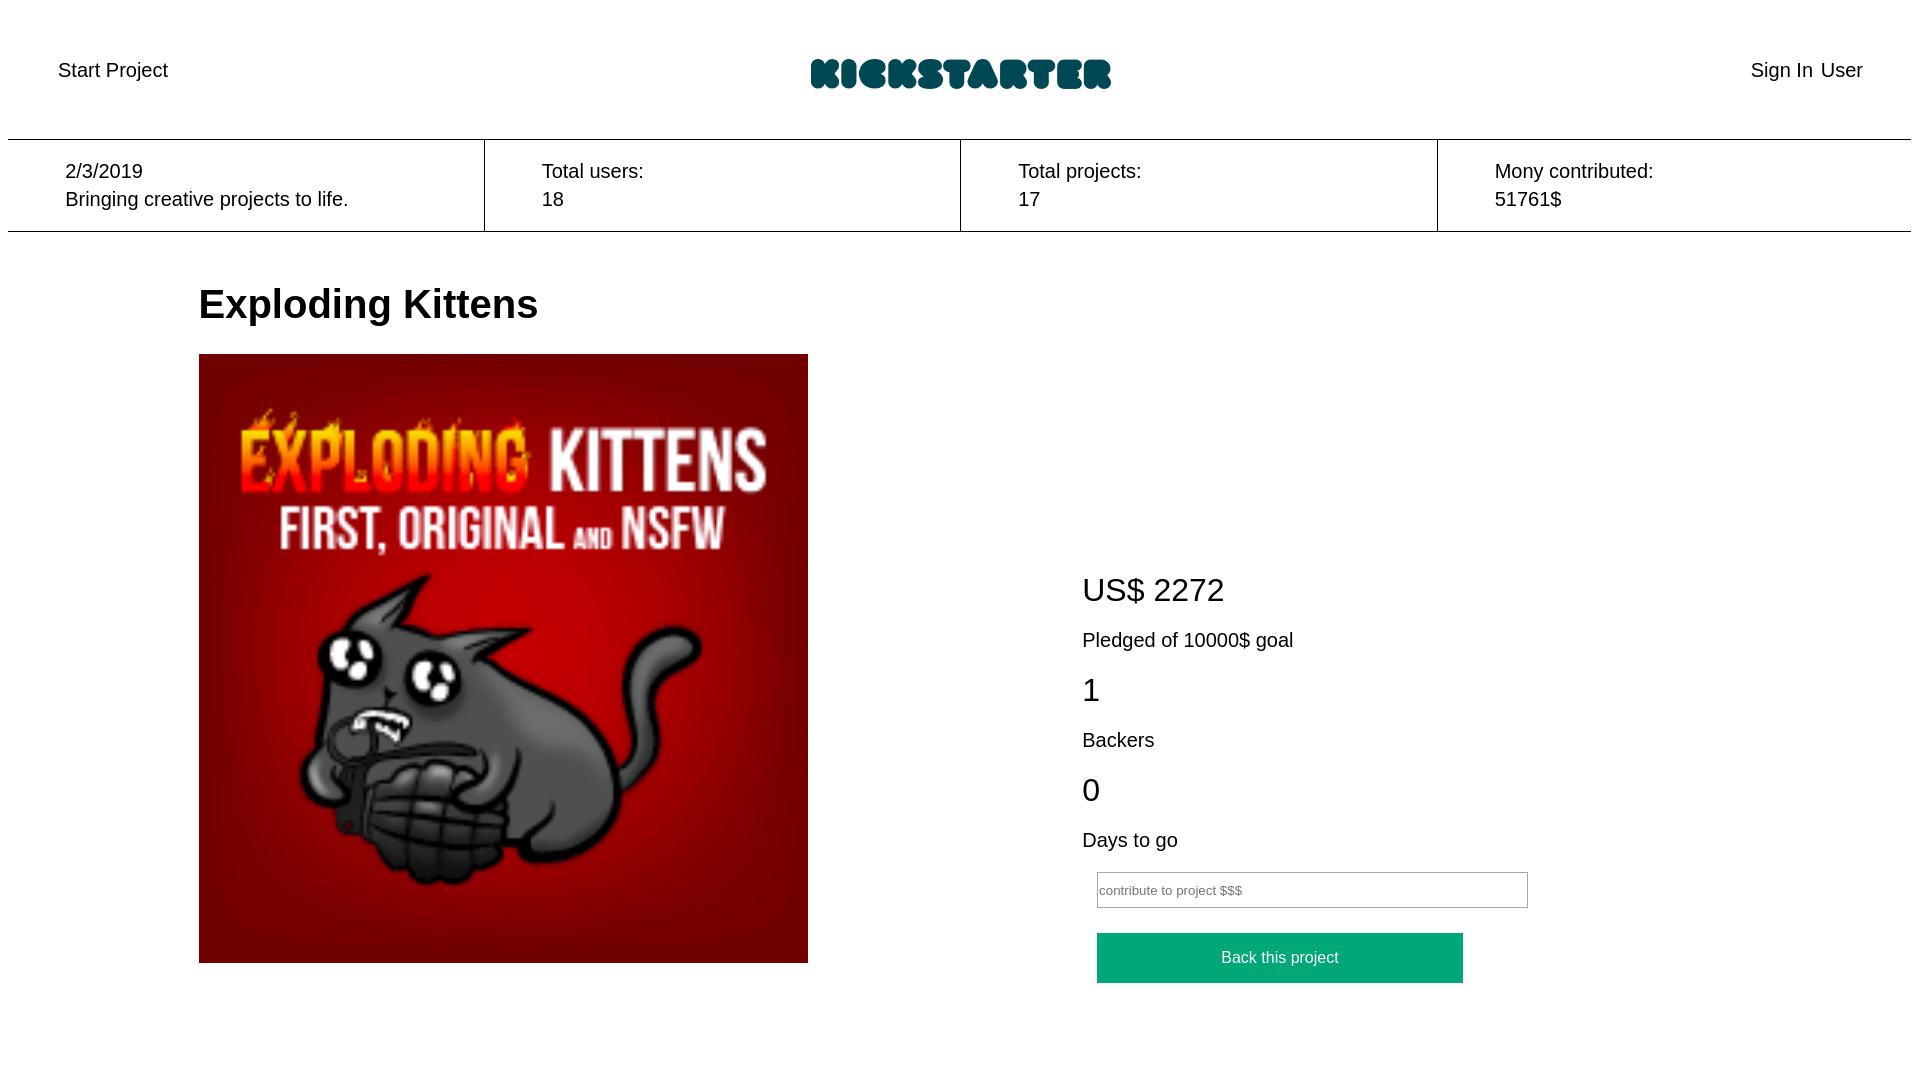 Start Project
KICKSTARTER
Sign In User
2/3/2019
Bringing creative projects to life.
Total users:
18
Total projects:
17
Mony contributed:
51761$
Exploding Kittens
EXPLODING KITTENS
FIRST, ORIGINAL AND NSFW
US$ 2272
Pledged of 10000$ goal
1
Backers
0
Days to go
contribute to project $$$
Back this project